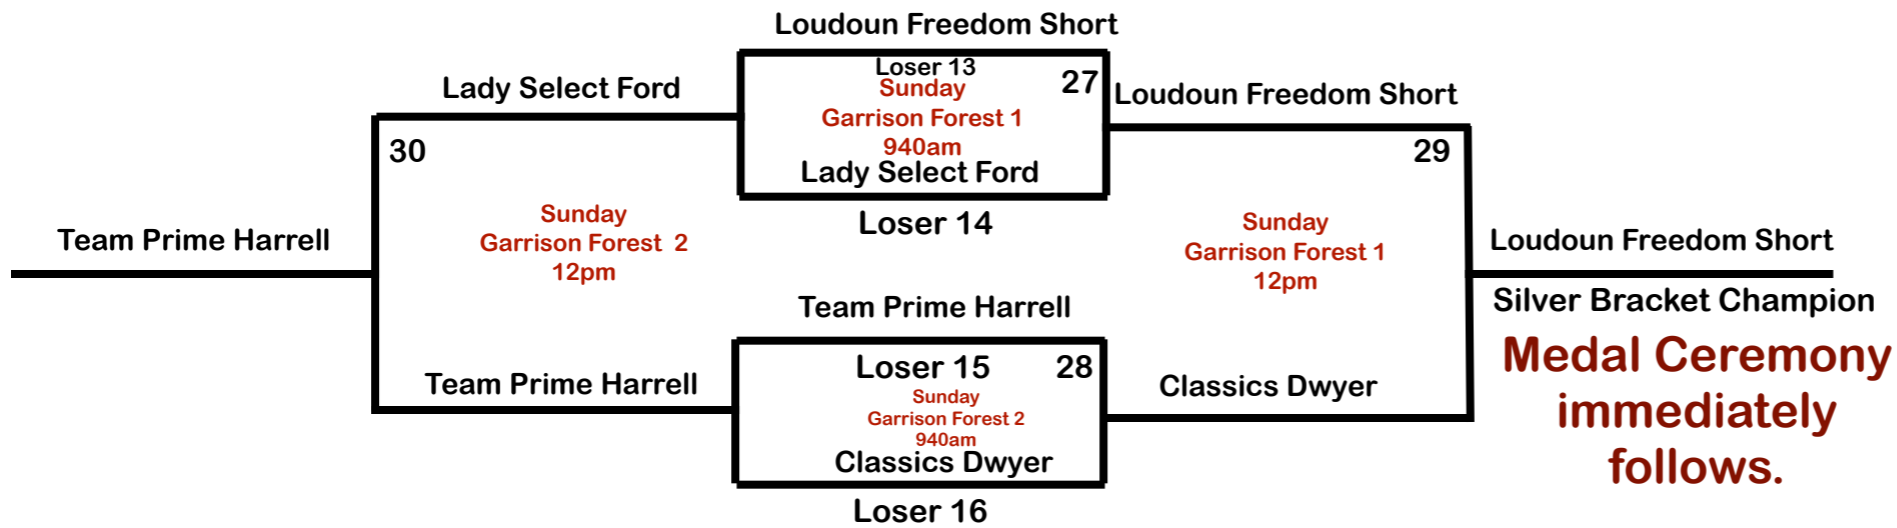 Loudoun Freedom Short
Loser 13
27
Sunday
Garrison Forest 1
940am
Lady Select Ford
Loser 14
Lady Select Ford
Loudoun Freedom Short
30
29
Sunday
Garrison Forest  2
12pm
Sunday
Garrison Forest 1
12pm
Team Prime Harrell
Loudoun Freedom Short
Silver Bracket Champion
Medal Ceremony
immediately
follows.
Team Prime Harrell
Loser 15
28
Sunday
Garrison Forest 2
940am
Classics Dwyer
Loser 16
Team Prime Harrell
Classics Dwyer